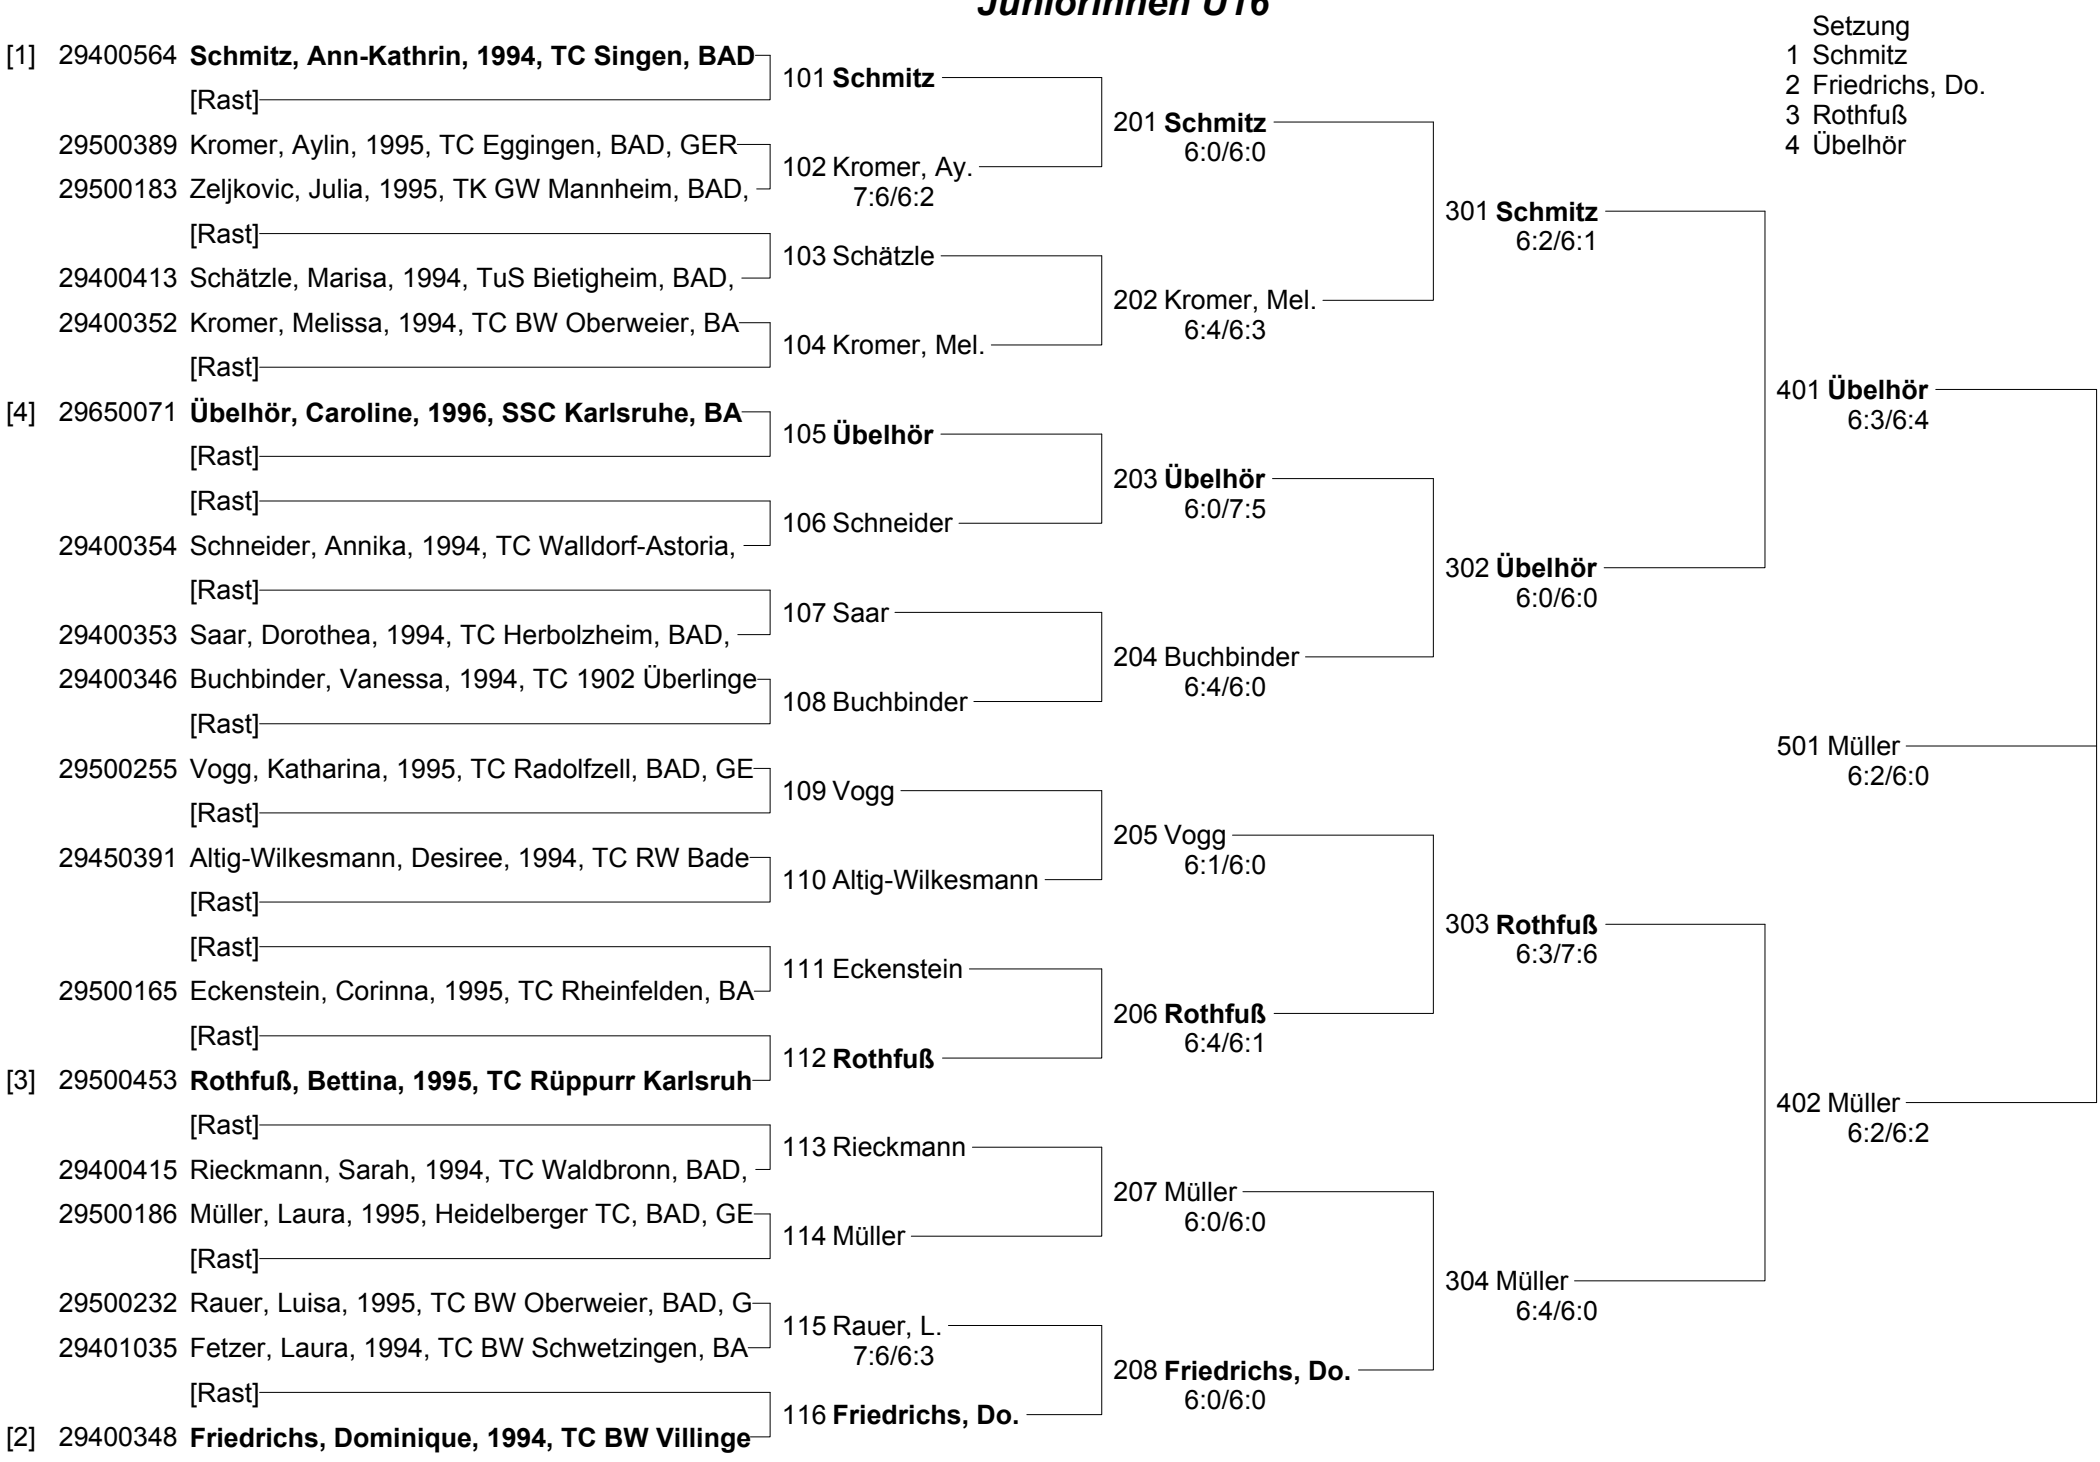 Juniorinnen U16
Setzung
1 Schmitz
2 Friedrichs, Do.
3 Rothfuß
4 Übelhör
[1] 29400564 Schmitz, Ann-Kathrin, 1994, TC Singen, BAD
[Rast]
29500389 Kromer, Aylin, 1995, TC Eggingen, BAD, GER
29500183 Zeljkovic, Julia, 1995, TK GW Mannheim, BAD,
[Rast]
29400413 Schätzle, Marisa, 1994, TuS Bietigheim, BAD,
29400352 Kromer, Melissa, 1994, TC BW Oberweier, BA
[Rast]
[4] 29650071 Übelhör, Caroline, 1996, SSC Karlsruhe, BA
[Rast]
[Rast]
29400354 Schneider, Annika, 1994, TC Walldorf-Astoria,
[Rast]
29400353 Saar, Dorothea, 1994, TC Herbolzheim, BAD,
29400346 Buchbinder, Vanessa, 1994, TC 1902 Überlinge
[Rast]
29500255 Vogg, Katharina, 1995, TC Radolfzell, BAD, GE
[Rast]
29450391 Altig-Wilkesmann, Desiree, 1994, TC RW Bade
[Rast]
[Rast]
29500165 Eckenstein, Corinna, 1995, TC Rheinfelden, BA
[Rast]
[3] 29500453 Rothfuß, Bettina, 1995, TC Rüppurr Karlsruh
[Rast]
29400415 Rieckmann, Sarah, 1994, TC Waldbronn, BAD,
29500186 Müller, Laura, 1995, Heidelberger TC, BAD, GE
[Rast]
29500232 Rauer, Luisa, 1995, TC BW Oberweier, BAD, G
29401035 Fetzer, Laura, 1994, TC BW Schwetzingen, BA
[Rast]
[2] 29400348 Friedrichs, Dominique, 1994, TC BW Villinge
101 Schmitz
102 Kromer, Ay.
7:6/6:2
103 Schätzle
104 Kromer, Mel.
105 Übelhör
106 Schneider
107 Saar
108 Buchbinder
109 Vogg
110 Altig-Wilkesmann
111 Eckenstein
112 Rothfuß
113 Rieckmann
114 Müller
115 Rauer, L.
7:6/6:3
116 Friedrichs, Do.
201 Schmitz
6:0/6:0
202 Kromer, Mel.
6:4/6:3
203 Übelhör
6:0/7:5
204 Buchbinder
6:4/6:0
205 Vogg
6:1/6:0
206 Rothfuß
6:4/6:1
207 Müller
6:0/6:0
208 Friedrichs, Do.
6:0/6:0
301 Schmitz
6:2/6:1
302 Übelhör
6:0/6:0
303 Rothfuß
6:3/7:6
304 Müller
6:4/6:0
401 Übelhör
6:3/6:4
501 Müller
6:2/6:0
402 Müller
6:2/6:2